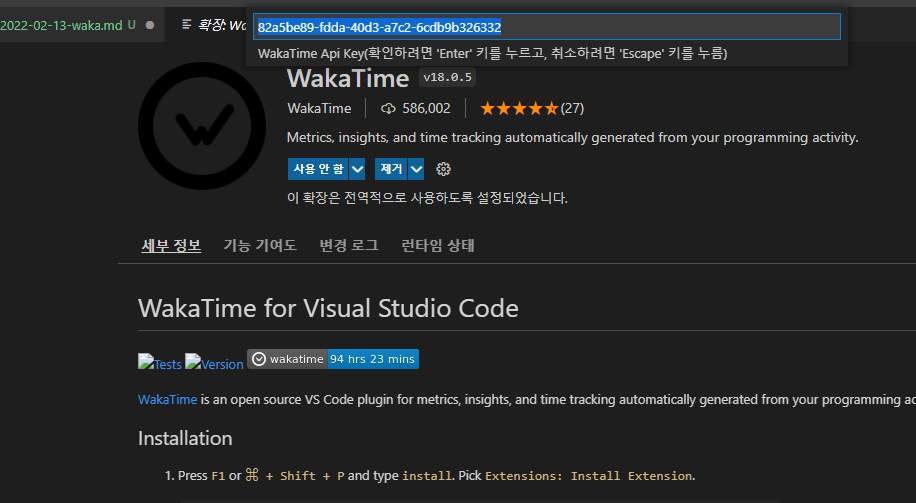 2022-02-13-waka.md U ●
확장: Wa
82a5be89-fdda-40d3-a7c2-6cdb9b326332
WakaTime Api Key(확인하려면 'Enter' 키를 누르고, 취소하려면 'Escape' 키를 누름)
WakaTime v18.0.5
WakaTime 586,002 (27)
Metrics, insights, and time tracking automatically generated from your programming activity.
사용 안 함 제거
이 확장은 전역적으로 사용하도록 설정되었습니다.
세부 정보 기능 기여도 변경 로그 런타임 상태
WakaTime for Visual Studio Code
Tests Version wakatime 94 hrs 23 mins
WakaTime is an open source VS Code plugin for metrics, insights, and time tracking automatically generated from your programming ac
Installation
1. Press F1 or ⌘ + Shift + P and type install. Pick Extensions: Install Extension.